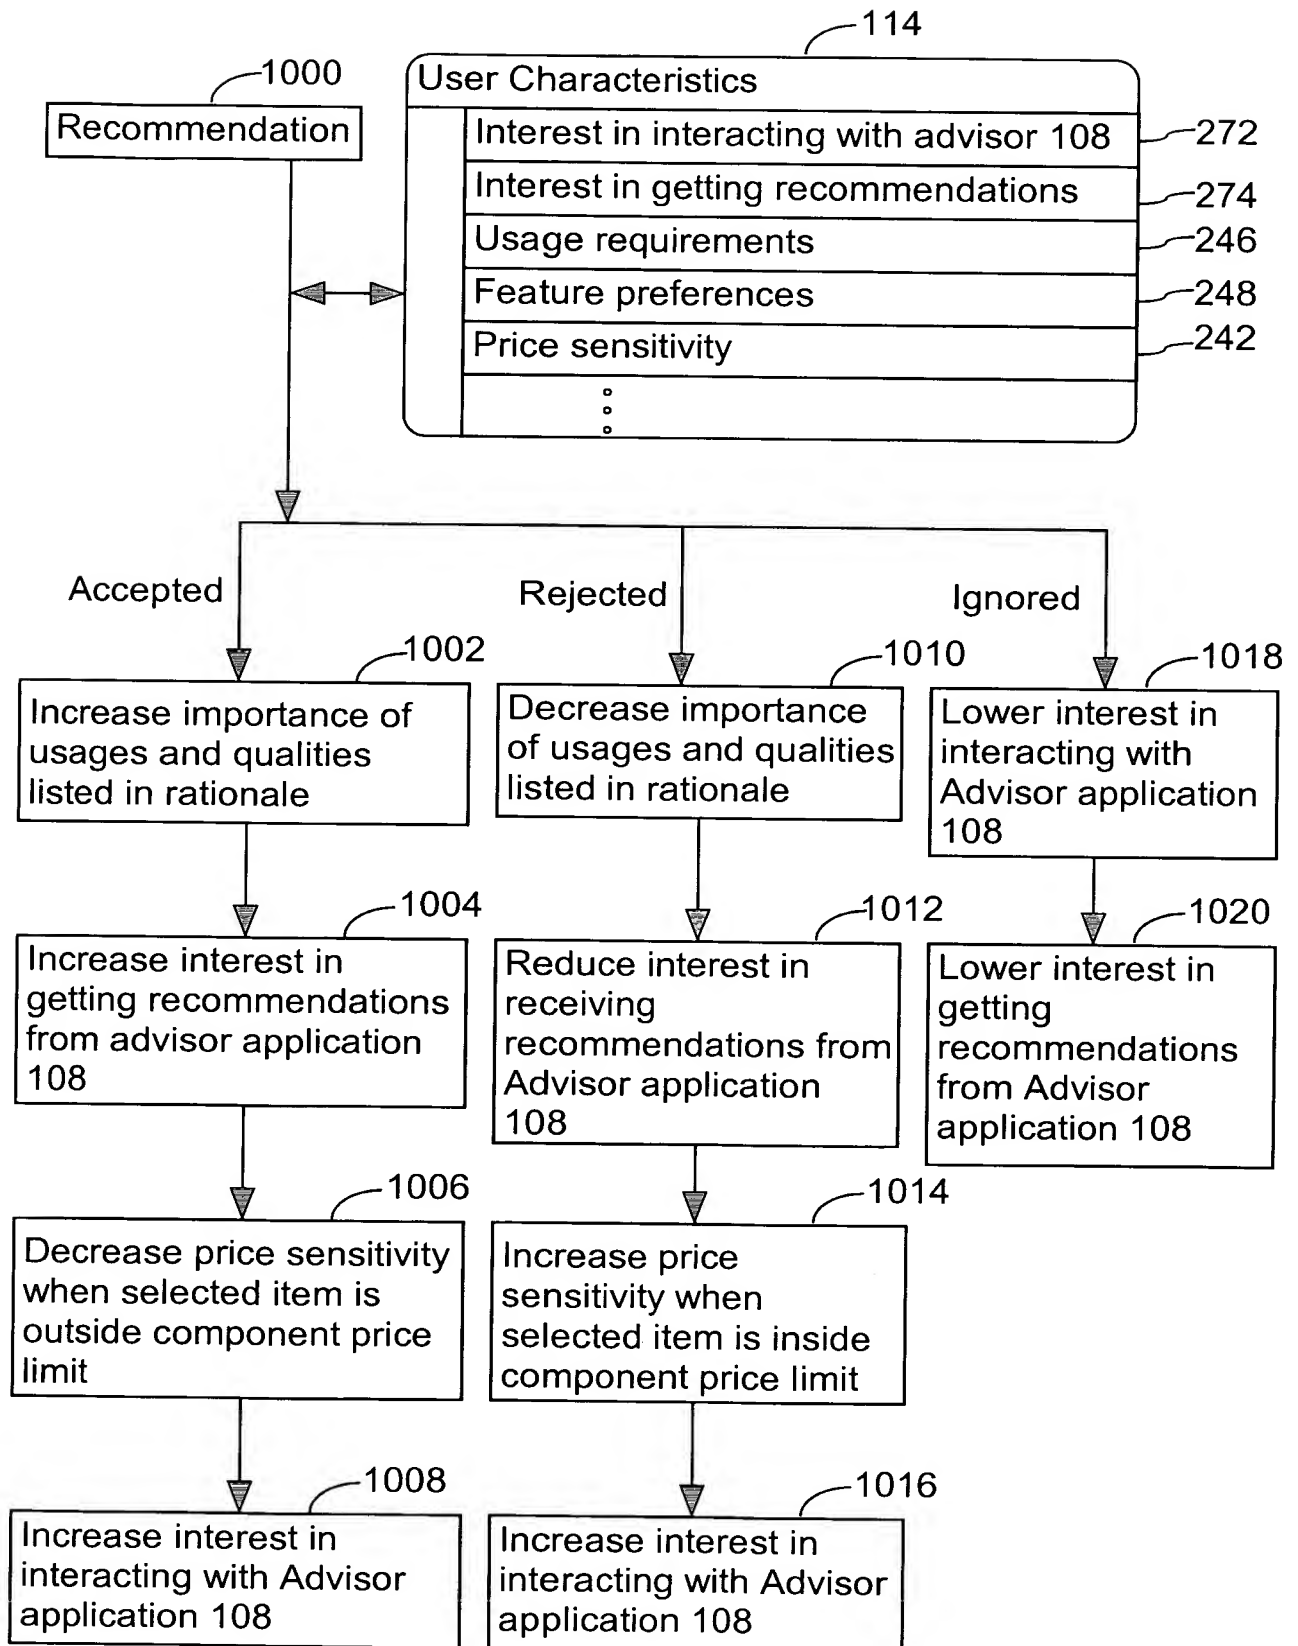 114
1000
User Characteristics
Recommendation
Interest in interacting with advisor 108
272
Interest in getting recommendations
274
Usage requirements
246
Feature preferences
248
Price sensitivity
242
Accepted
Rejected
Ignored
1002
Increase importance of
usages and qualities
listed in rationale
1004
Increase interest in
getting recommendations
from advisor application
108
1006
Decrease price sensitivity
when selected item is
outside component price
limit
1008
Increase interest in
interacting with Advisor
application 108
1010
Decrease importance
of usages and qualities
listed in rationale
1012
Reduce interest in
receiving
recommendations from
Advisor application
108
1014
Increase price
sensitivity when
selected item is inside
component price limit
1016
Increase interest in
interacting with Advisor
application 108
1018
Lower interest in
interacting with
Advisor application
108
1020
Lower interest in
getting
recommendations
from Advisor
application 108